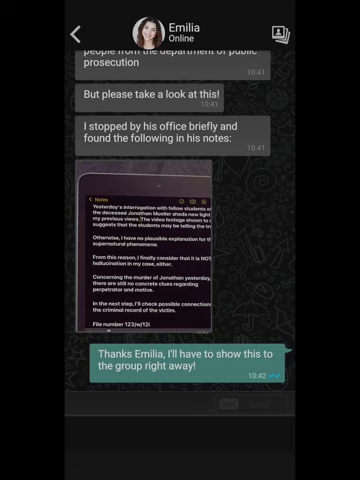 Emilia
Online
people from the department of public
prosecution
10:41
But please take a look at this!
10:41
I stopped by his office briefly and
found the following in his notes:
10:41
Notes
Yesterday's interrogation with fellow students of
the deceased Jonathan Mueller sheds new light
my previous views. The video footage shown to
suggests that the students may be telling the
Otherwise, I have no plausible explanation for
supernatural phenomena.
From this reason, I finally consider that it is NOT
hallucination in my case, either.
Concerning the murder of Jonathan yesterday,
there are still no concrete clues regarding
perpetrator and motive.
In the next step, I'll check possible connections
the criminal record of the victim.
File number 123/w/12i
Thanks Emilia, I'll have to show this to
the group right away!
10:42
Send